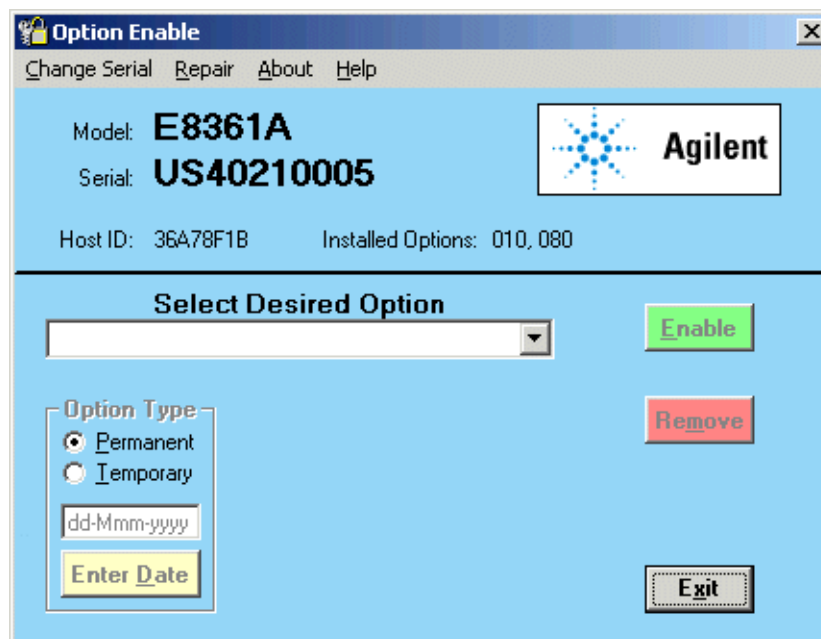 Option Enable
Change Serial Repair About Help
Model: E8361A
Serial: US40210005
Agilent
Host ID: 36A78F1B Installed Options: 010, 080
Select Desired Option
Enable
Option Type
Permanent
Temporary
Remove
dd-Mmm-yyyy
Enter Date
Exit